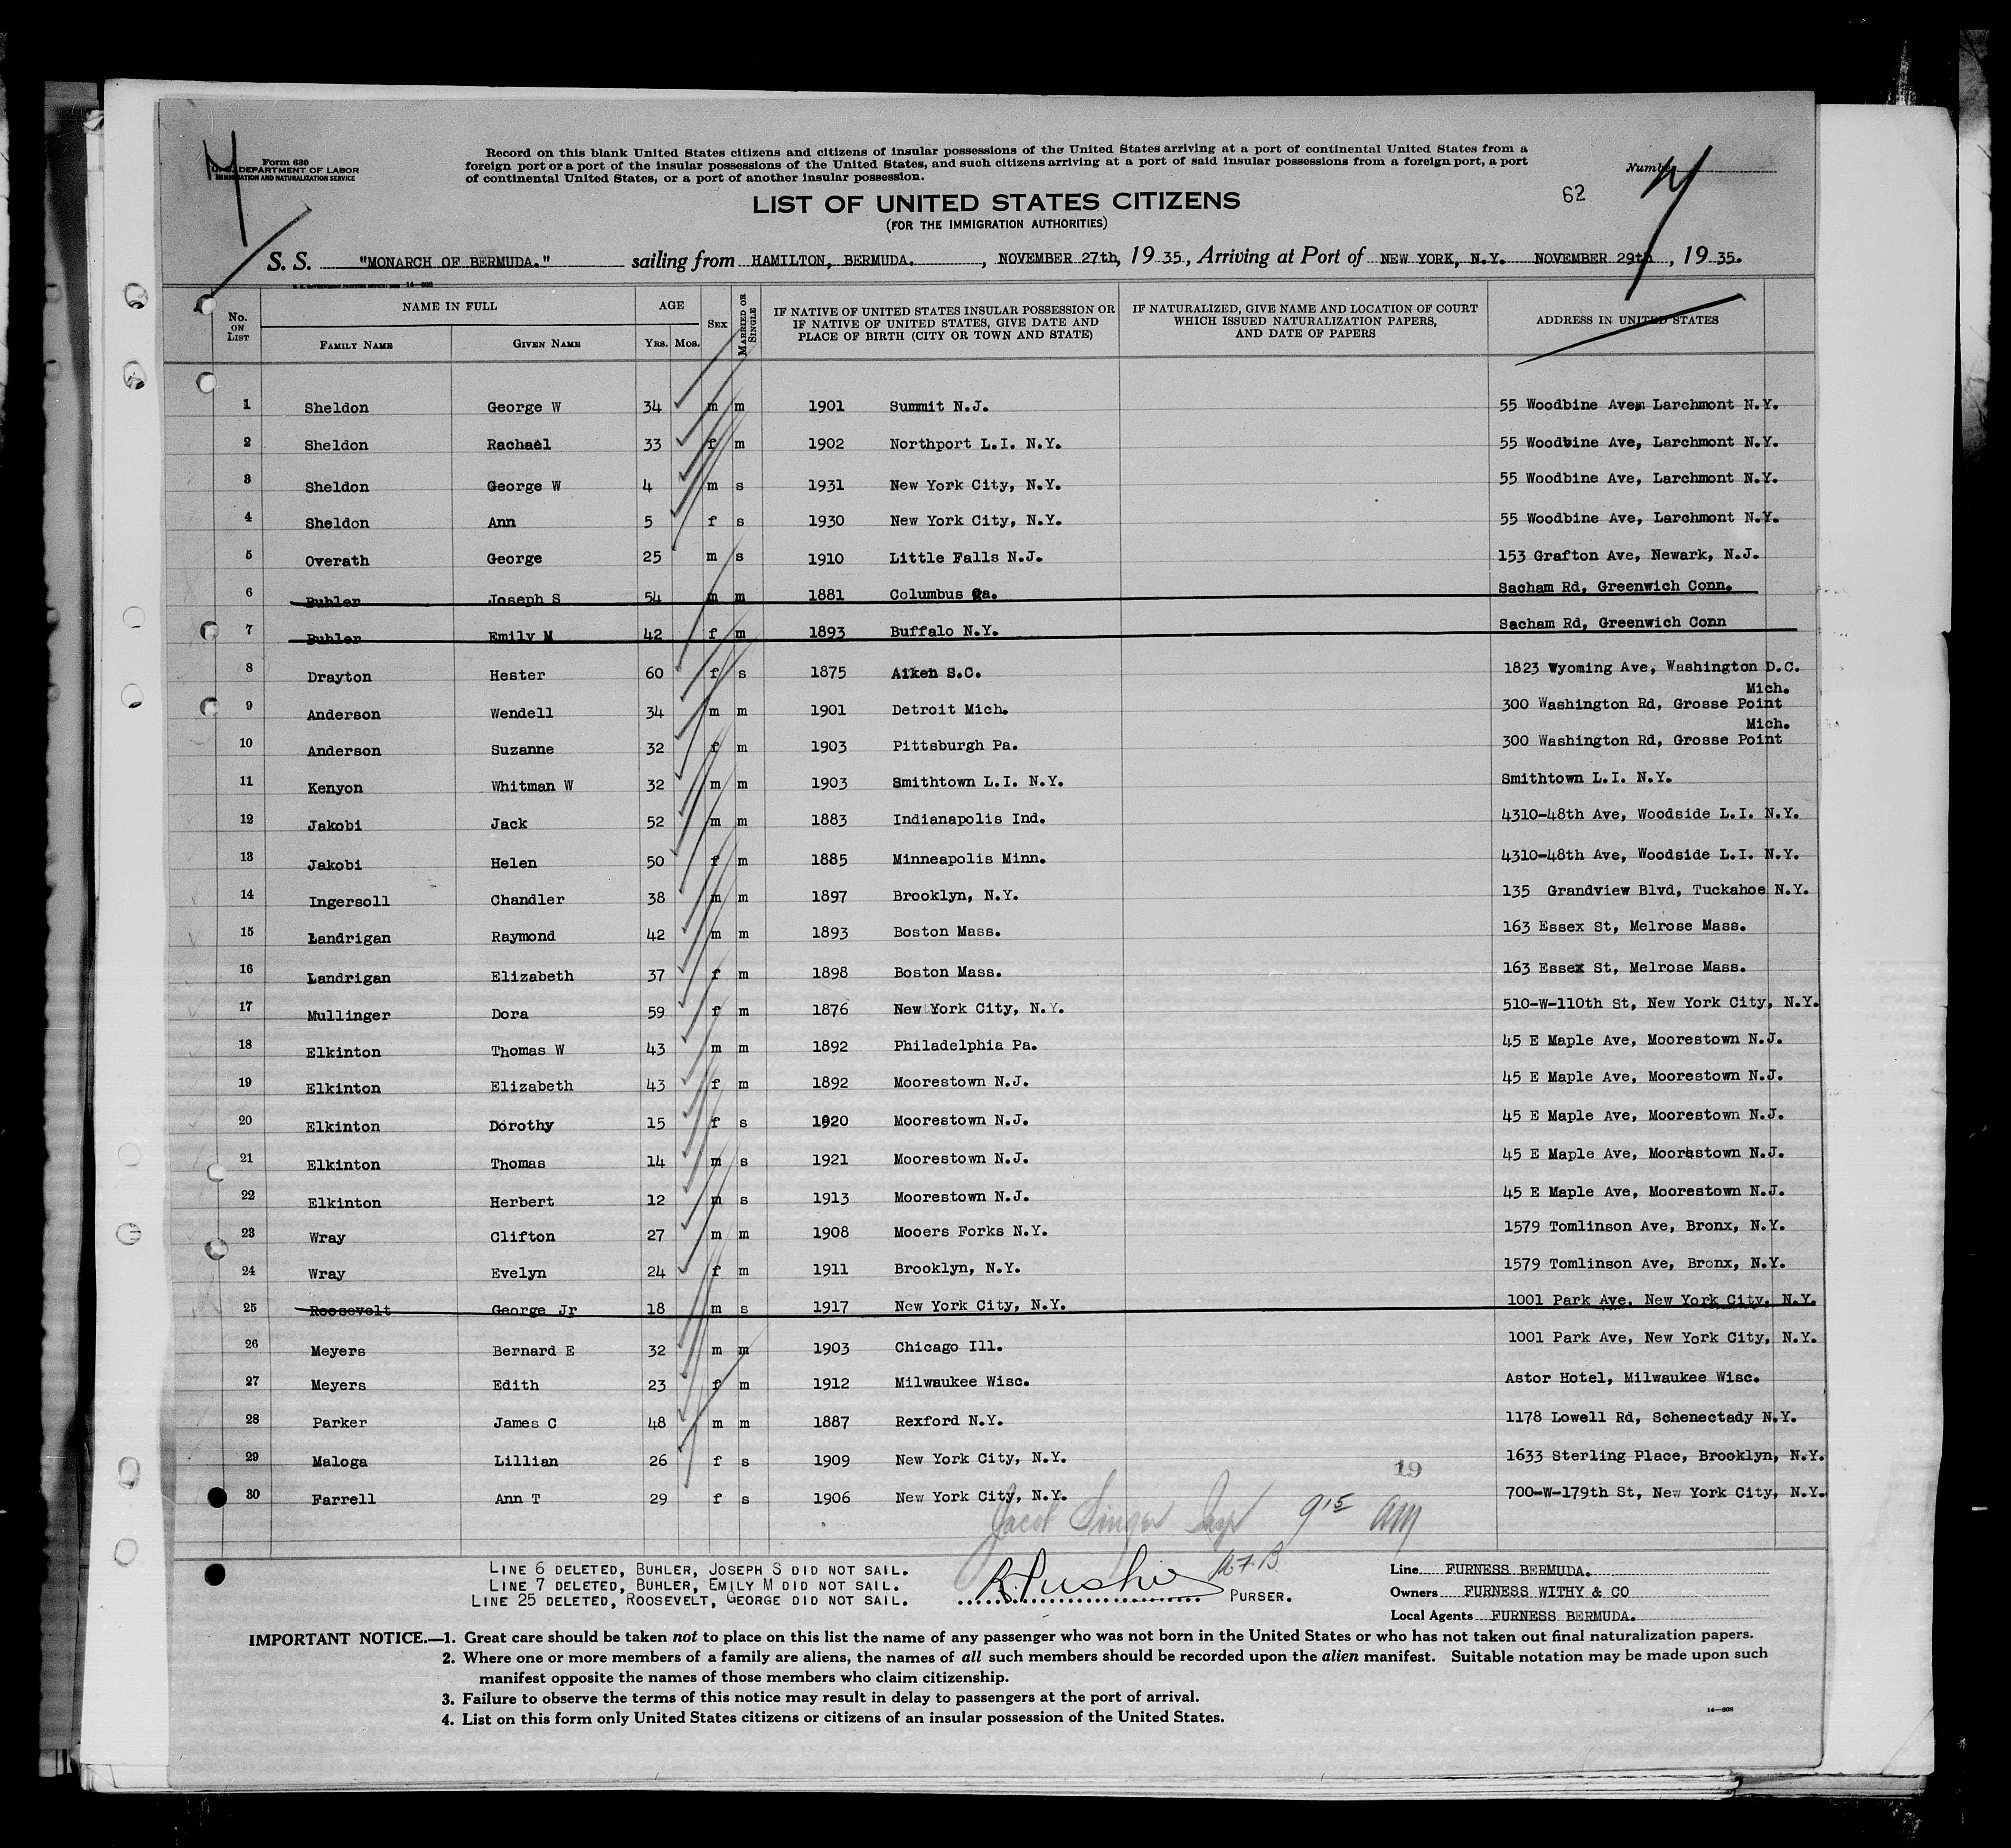 Form 630
U.S. DEPARTMENT OF LABOR
IMMIGRATION AND NATURALIZATION SERVICE
Record on this blank United States citizens and citizens of insular possessions of the United States arriving at a port of continental United States from a
foreign port or a port of the insular possessions of the United States, and such citizens arriving at a port of said insular possessions from a foreign port, a port
of continental United States, or a port of another insular possession.
Number
62
LIST OF UNITED STATES CITIZENS
(FOR THE IMMIGRATION AUTHORITIES)
S. S. "MONARCH OF BERMUDA." sailing from HAMILTON, BERMUDA. , NOVEMBER 27th, 19 35., Arriving at Port of NEW YORK, N.Y. NOVEMBER 29th , 19 35.
No. ON LIST NAME IN FULL FAMILY NAME GIVEN NAME AGE YRS. MOS. SEX MARRIED OR SINGLE IF NATIVE OF UNITED STATES INSULAR POSSESSION OR IF NATIVE OF UNITED STATES, GIVE DATE AND PLACE OF BIRTH (CITY OR TOWN AND STATE) IF NATURALIZED, GIVE NAME AND LOCATION OF COURT WHICH ISSUED NATURALIZATION PAPERS, AND DATE OF PAPERS ADDRESS IN UNITED STATES
1 Sheldon George W 34 m m 1901 Summit N.J. 55 Woodbine Ave, Larchmont N.Y.
2 Sheldon Rachael 33 f m 1902 Northport L.I. N.Y. 55 Woodbine Ave, Larchmont N.Y.
3 Sheldon George W 4 m s 1931 New York City, N.Y. 55 Woodbine Ave, Larchmont N.Y.
4 Sheldon Ann 5 f s 1930 New York City, N.Y. 55 Woodbine Ave, Larchmont N.Y.
5 Overath George 25 m s 1910 Little Falls N.J. 153 Grafton Ave, Newark, N.J.
6 Buhler Joseph S 54 m m 1881 Columbus Ga. Sacham Rd, Greenwich Conn.
7 Buhler Emily M 42 f m 1893 Buffalo N.Y. Sacham Rd, Greenwich Conn
8 Drayton Hester 60 f s 1875 Aiken S.C. 1823 Wyoming Ave, Washington D.C.
9 Anderson Wendell 34 m m 1901 Detroit Mich. 300 Washington Rd, Grosse Point Mich.
10 Anderson Suzanne 32 f m 1903 Pittsburgh Pa. 300 Washington Rd, Grosse Point Mich.
11 Kenyon Whitman W 32 m m 1903 Smithtown L.I. N.Y. Smithtown L.I. N.Y.
12 Jakobi Jack 52 m m 1883 Indianapolis Ind. 4310-48th Ave, Woodside L.I. N.Y.
13 Jakobi Helen 50 f m 1885 Minneapolis Minn. 4310-48th Ave, Woodside L.I. N.Y.
14 Ingersoll Chandler 38 m m 1897 Brooklyn, N.Y. 135 Grandview Blvd, Tuckahoe N.Y.
15 Landrigan Raymond 42 m m 1893 Boston Mass. 163 Essex St, Melrose Mass.
16 Landrigan Elizabeth 37 f m 1898 Boston Mass. 163 Essex St, Melrose Mass.
17 Mullinger Dora 59 f m 1876 New York City, N.Y. 510-W-110th St, New York City, N.Y.
18 Elkinton Thomas W 43 m m 1892 Philadelphia Pa. 45 E Maple Ave, Moorestown N.J.
19 Elkinton Elizabeth 43 f m 1892 Moorestown N.J. 45 E Maple Ave, Moorestown N.J.
20 Elkinton Dorothy 15 f s 1920 Moorestown N.J. 45 E Maple Ave, Moorestown N.J.
21 Elkinton Thomas 14 m s 1921 Moorestown N.J. 45 E Maple Ave, Moorestown N.J.
22 Elkinton Herbert 12 m s 1913 Moorestown N.J. 45 E Maple Ave, Moorestown N.J.
23 Wray Clifton 27 m m 1908 Mooers Forks N.Y. 1579 Tomlinson Ave, Bronx, N.Y.
24 Wray Evelyn 24 f m 1911 Brooklyn, N.Y. 1579 Tomlinson Ave, Bronx, N.Y.
25 Roosevelt George Jr 18 m s 1917 New York City, N.Y. 1001 Park Ave, New York City, N.Y.
26 Meyers Bernard E 32 m m 1903 Chicago Ill. 1001 Park Ave, New York City, N.Y.
27 Meyers Edith 23 f m 1912 Milwaukee Wisc. Astor Hotel, Milwaukee Wisc.
28 Parker James C 48 m m 1887 Rexford N.Y. 1178 Lowell Rd, Schenectady N.Y.
29 Maloga Lillian 26 f s 1909 New York City, N.Y. 1633 Sterling Place, Brooklyn, N.Y.
30 Farrell Ann T 29 f s 1906 New York City, N.Y. 700-W-179th St, New York City, N.Y.
19
Jacob Singer Insp 9 15 AM
LINE 6 DELETED, BUHLER, JOSEPH S DID NOT SAIL.
LINE 7 DELETED, BUHLER, EMILY M DID NOT SAIL.
LINE 25 DELETED, ROOSEVELT, GEORGE DID NOT SAIL.
PURSER.
Line FURNESS BERMUDA.
Owners FURNESS WITHY & CO
Local Agents FURNESS BERMUDA.
IMPORTANT NOTICE.—1. Great care should be taken not to place on this list the name of any passenger who was not born in the United States or who has not taken out final naturalization papers.
2. Where one or more members of a family are aliens, the names of all such members should be recorded upon the alien manifest. Suitable notation may be made upon such
manifest opposite the names of those members who claim citizenship.
3. Failure to observe the terms of this notice may result in delay to passengers at the port of arrival.
4. List on this form only United States citizens or citizens of an insular possession of the United States.
14—608